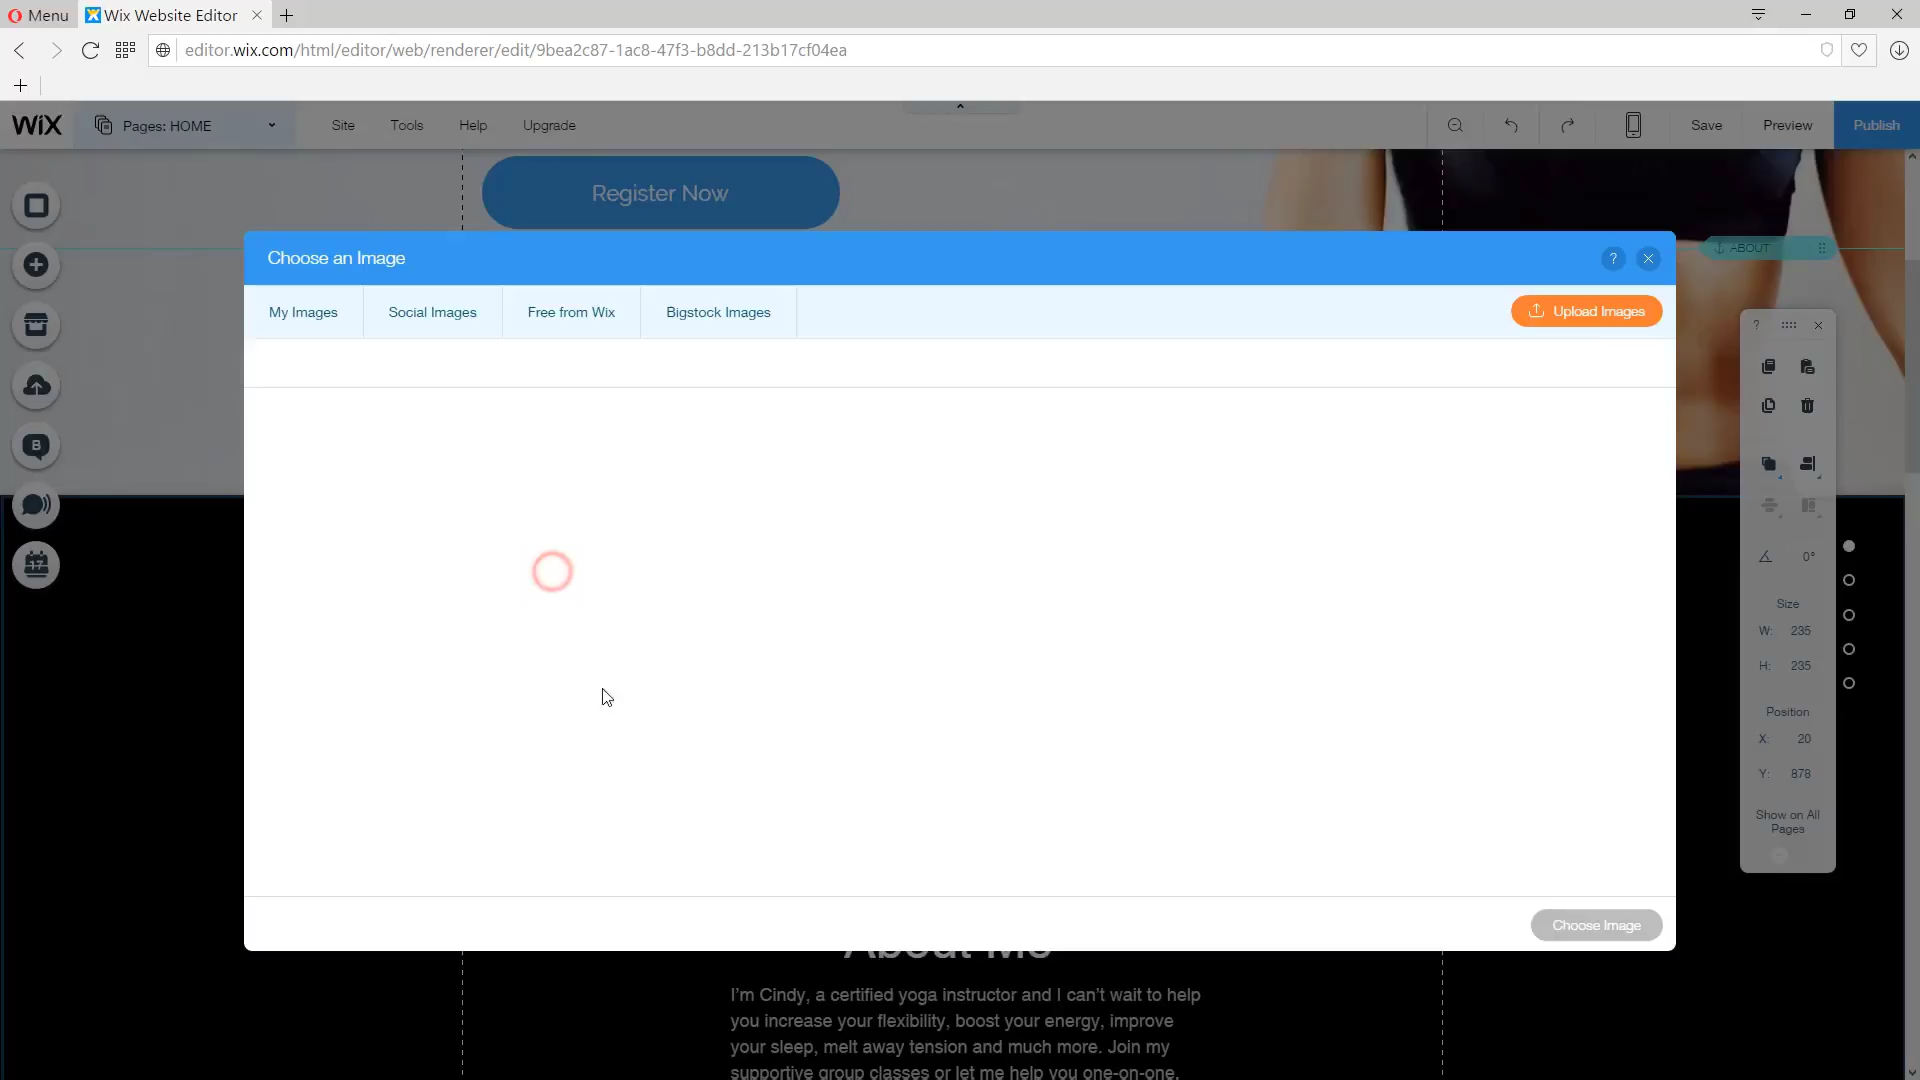 Menu
Wix Website Editor
editor.wix.com/html/editor/web/renderer/edit/9bea2c87-1ac8-47f3-b8dd-213b17cf04ea
WiX
Pages: HOME
Site
Tools
Help
Upgrade
Save
Preview
Publish
Register Now
ABOUT
Choose an Image
?
My Images
Social Images
Free from Wix
Bigstock Images
Upload Images
?
B
17
0°
Size
W: 235
H: 235
Position
X: 20
Y: 878
Show on All
Pages
Choose Image
About Me
I'm Cindy, a certified yoga instructor and I can't wait to help
you increase your flexibility, boost your energy, improve
your sleep, melt away tension and much more. Join my
supportive group classes or let me help you one-on-one.